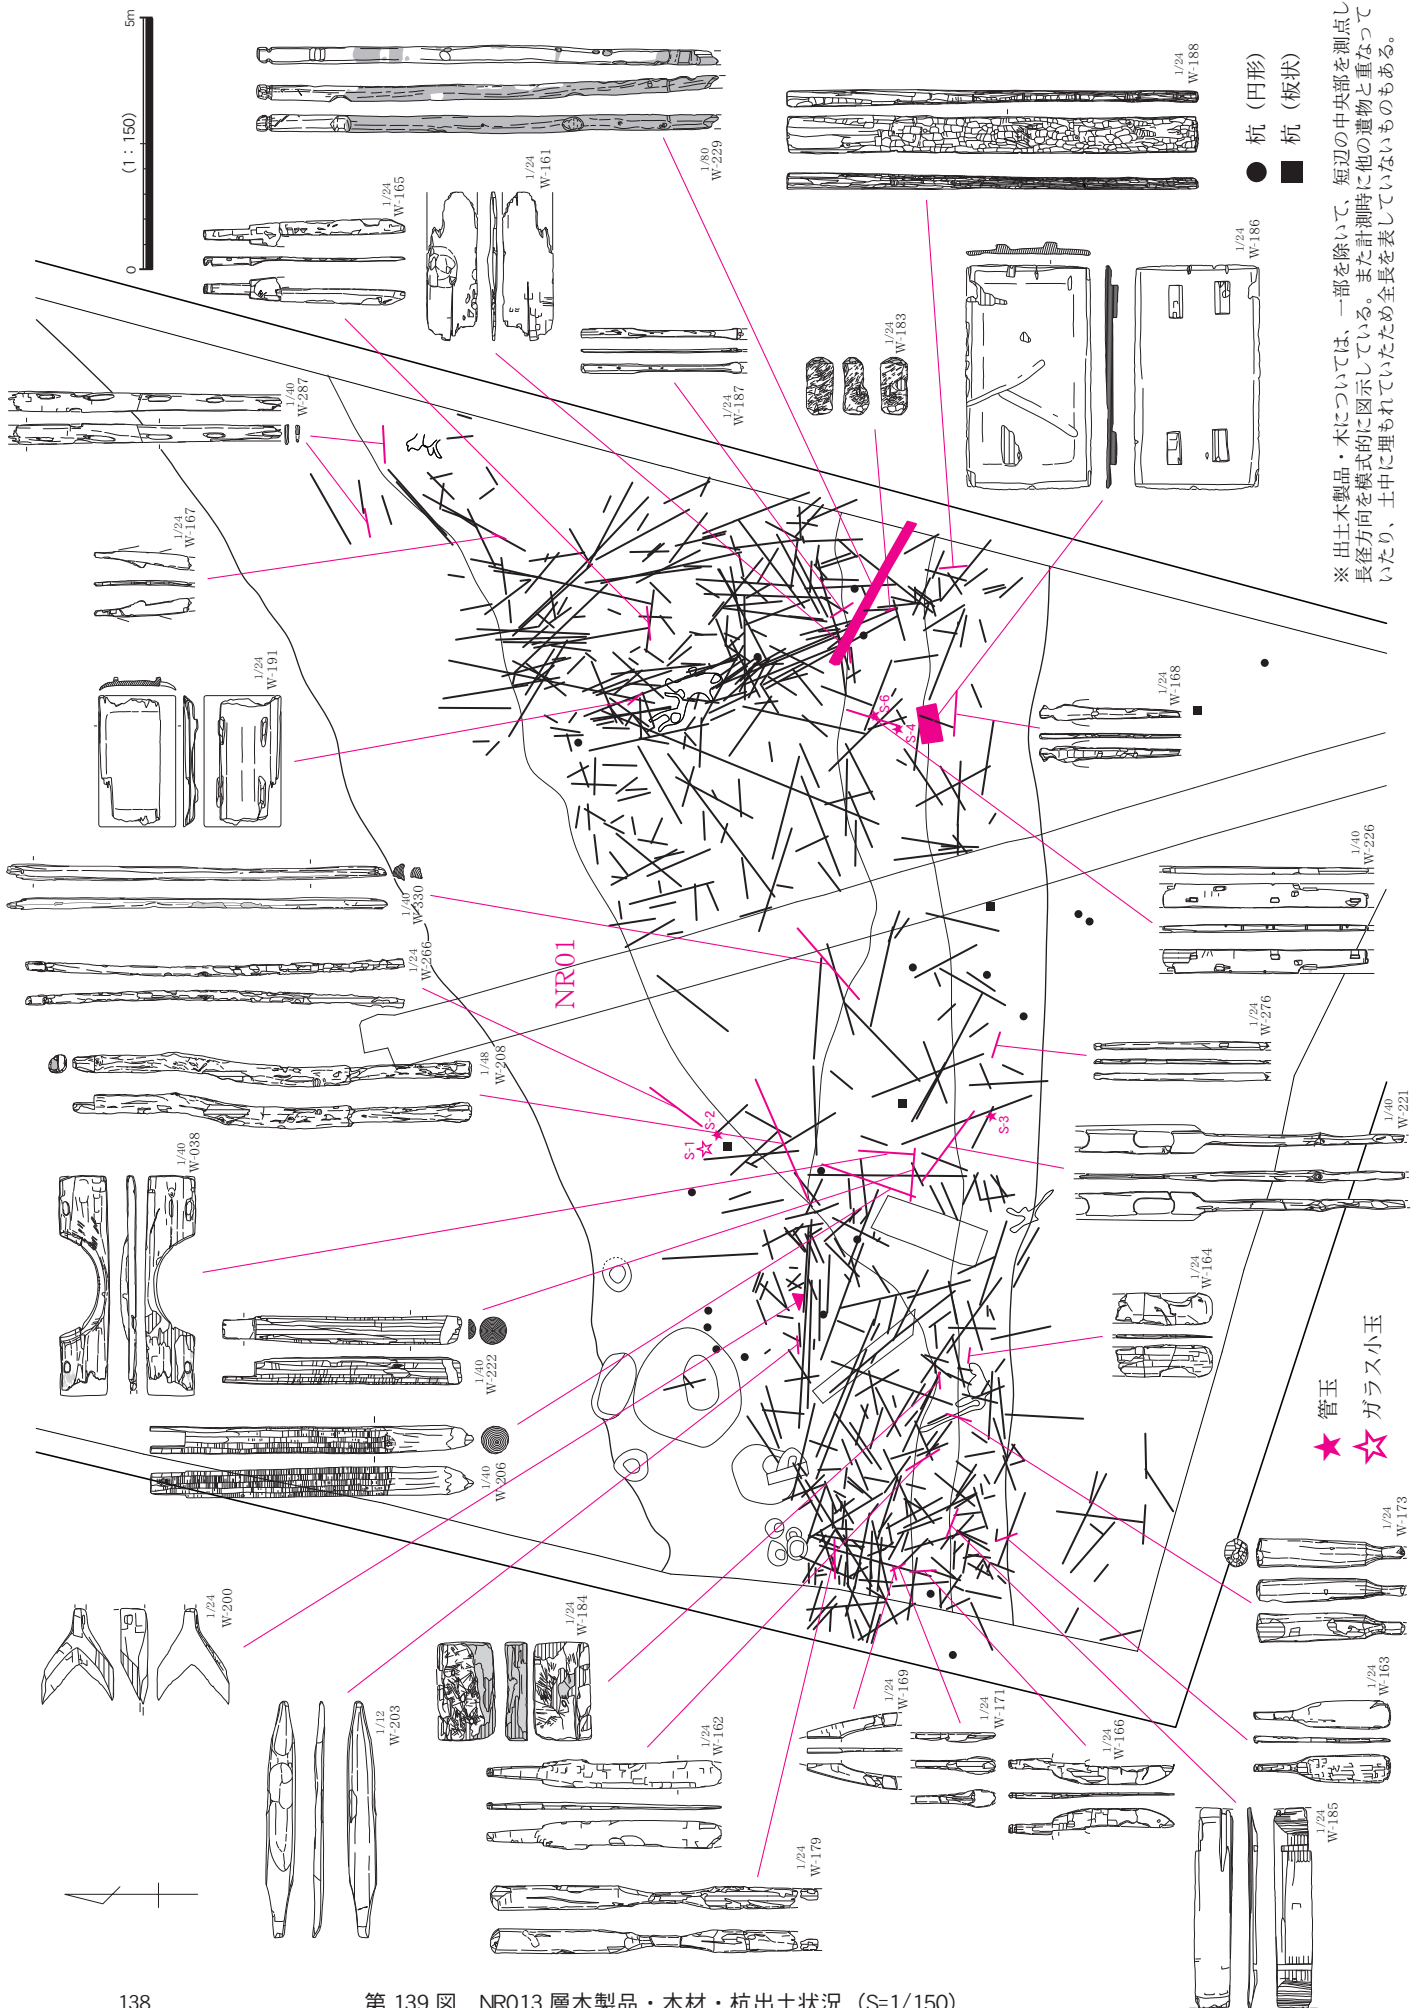 5m
(1：150)
0
1/24
W-165
1/24
W-161
1/80
W-229
1/24
W-188
● 杭 (円形)
■ 杭 (板状)
※ 出土木製品・木については、一部を除いて、短辺の中央部を測点し
長径方向を模式的に図示している。また計測時に他の遺物と重なって
いたり、土中に埋もれていたため全長を表していないものもある。
1/40
W-287
1/24
W-187
1/24
W-183
1/24
W-186
1/24
W-167
1/24
W-191
1/24
W-168
S-6
S-4
1/40
W-330
1/40
W-226
1/24
W-266
NR01
1/24
W-276
1/48
W-208
S-1
S-2
S-3
1/40
W-221
1/40
W-038
1/24
W-164
1/40
W-222
1/40
W-206
★ 管玉
☆ ガラス小玉
1/24
W-173
1/24
W-200
1/24
W-184
1/12
W-203
1/24
W-162
1/24
W-169
1/24
W-171
1/24
W-166
1/24
W-163
1/24
W-179
1/24
W-185
138
第 139 図 NR013 層木製品・木材・杭出土状況 (S=1/150)